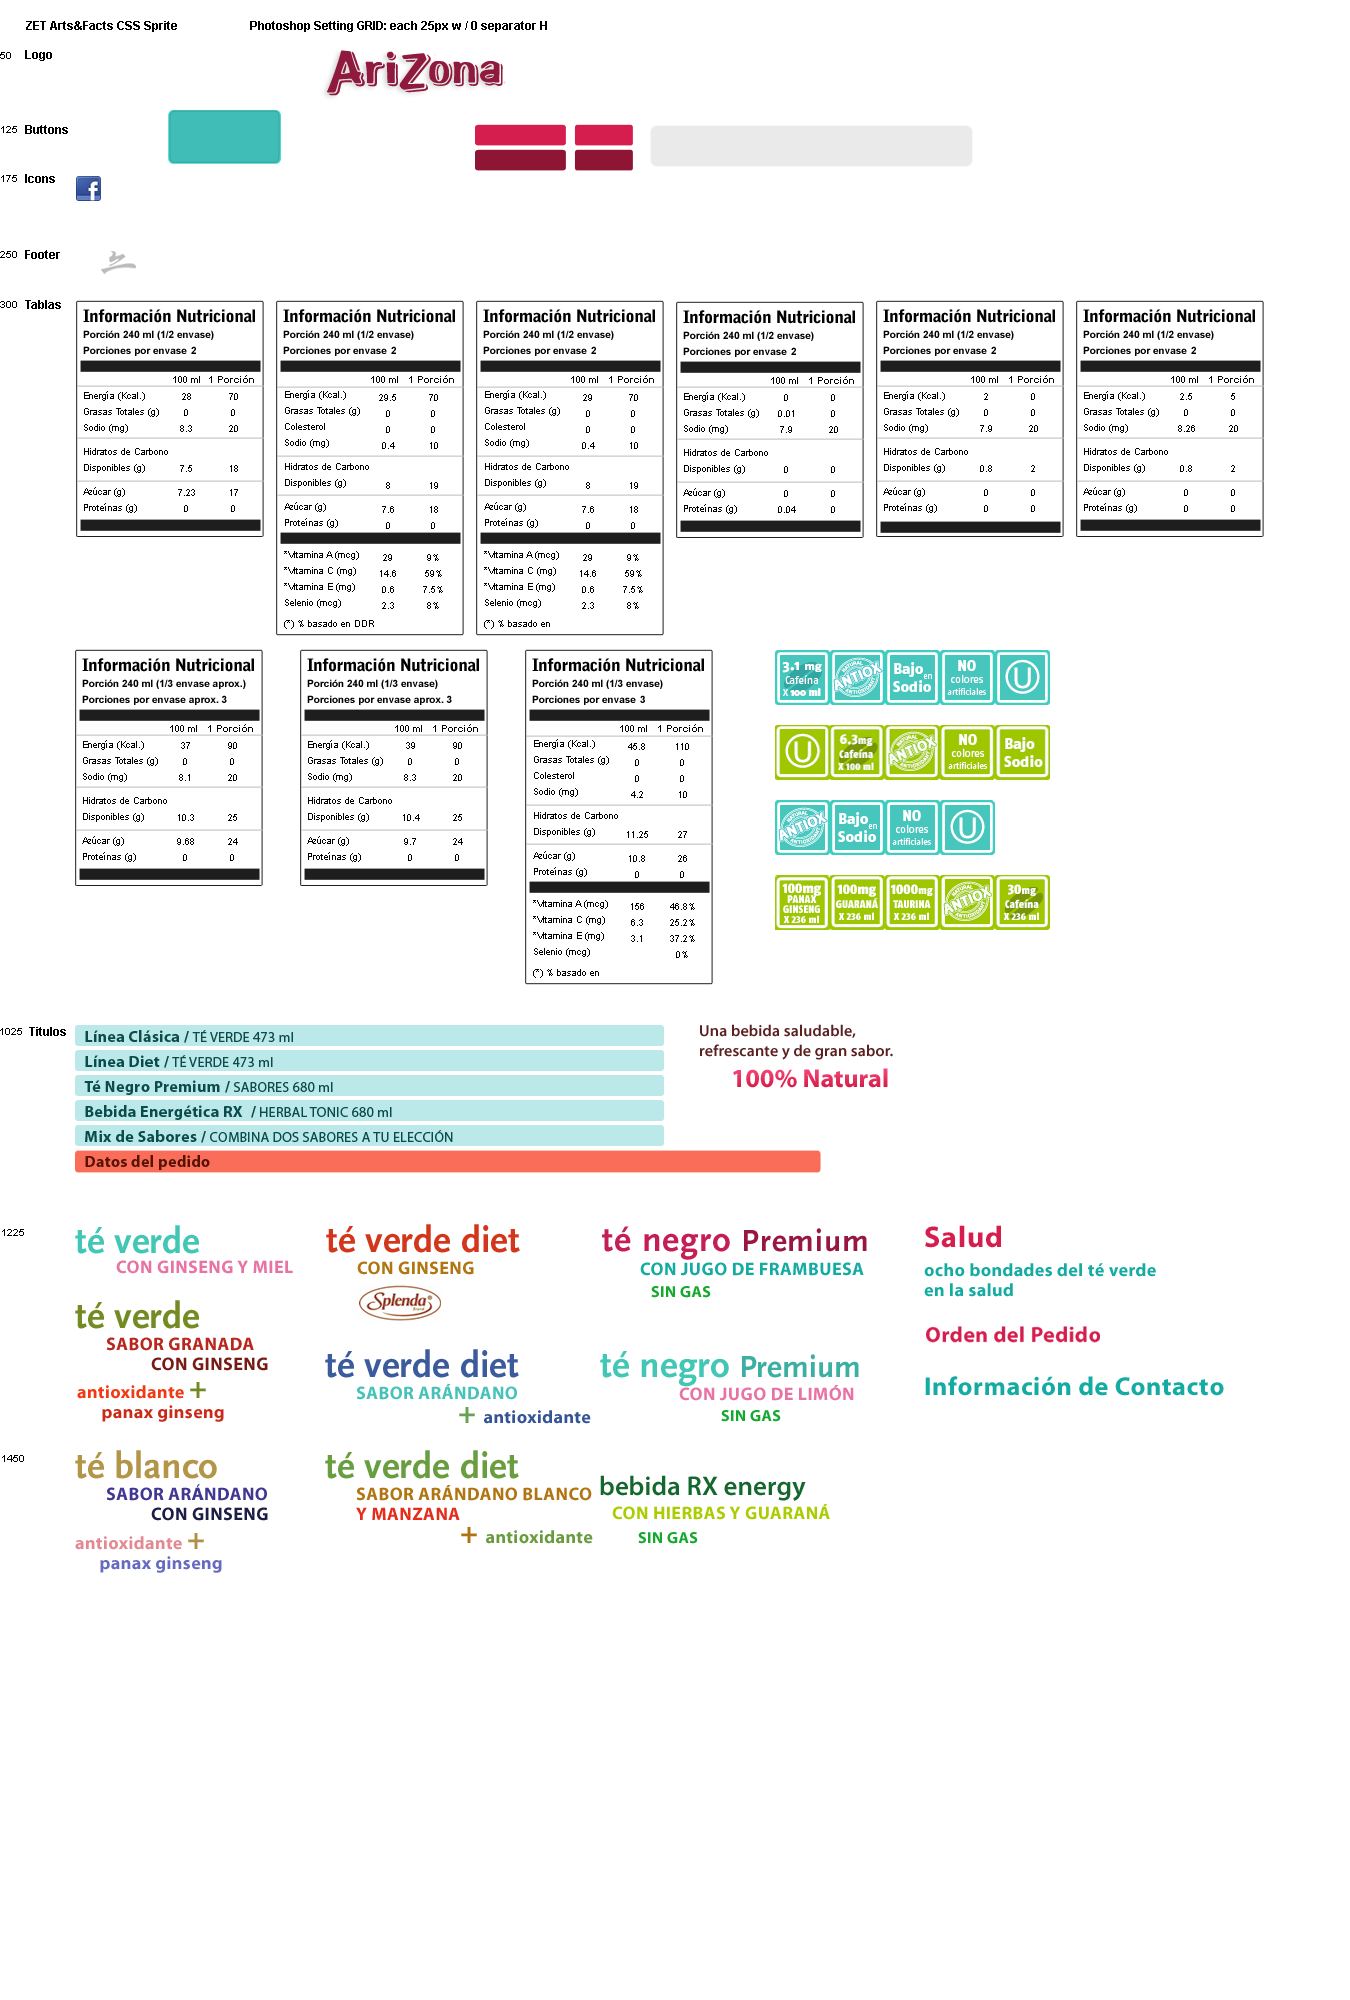 ZET Arts&Facts CSS Sprite    Photoshop Setting GRID: each 25px w / 0 separator H
50 Logo
AriZona
125 Buttons
175 Icons
f
250 Footer
300 Tablas
Información Nutricional
Porción 240 ml (1/2 envase)
Porciones por envase 2
100 ml 1 Porción
Energía (Kcal.) 28 70
Grasas Totales (g) 0 0
Sodio (mg) 8.3 20
Hidratos de Carbono
Disponibles (g) 7.5 18
Azúcar (g) 7.23 17
Proteínas (g) 0 0
Información Nutricional
Porción 240 ml (1/2 envase)
Porciones por envase 2
100 ml 1 Porción
Energía (Kcal.) 29.5 70
Grasas Totales (g) 0 0
Colesterol 0 0
Sodio (mg) 0.4 10
Hidratos de Carbono
Disponibles (g) 8 19
Azúcar (g) 7.6 18
Proteínas (g) 0 0
*Vitamina A (mcg) 29 9%
*Vitamina C (mg) 14.6 59%
*Vitamina E (mg) 0.6 7.5%
Selenio (mcg) 2.3 8%
(*) % basado en DDR
Información Nutricional
Porción 240 ml (1/2 envase)
Porciones por envase 2
100 ml 1 Porción
Energía (Kcal.) 29 70
Grasas Totales (g) 0 0
Colesterol 0 0
Sodio (mg) 0.4 10
Hidratos de Carbono
Disponibles (g) 8 19
Azúcar (g) 7.6 18
Proteínas (g) 0 0
*Vitamina A (mcg) 29 9%
*Vitamina C (mg) 14.6 59%
*Vitamina E (mg) 0.6 7.5%
Selenio (mcg) 2.3 8%
(*) % basado en
Información Nutricional
Porción 240 ml (1/2 envase)
Porciones por envase 2
100 ml 1 Porción
Energía (Kcal.) 0 0
Grasas Totales (g) 0.01 0
Sodio (mg) 7.9 20
Hidratos de Carbono
Disponibles (g) 0 0
Azúcar (g) 0 0
Proteínas (g) 0.04 0
Información Nutricional
Porción 240 ml (1/2 envase)
Porciones por envase 2
100 ml 1 Porción
Energía (Kcal.) 2 0
Grasas Totales (g) 0 0
Sodio (mg) 7.9 20
Hidratos de Carbono
Disponibles (g) 0.8 2
Azúcar (g) 0 0
Proteínas (g) 0 0
Información Nutricional
Porción 240 ml (1/2 envase)
Porciones por envase 2
100 ml 1 Porción
Energía (Kcal.) 2.5 5
Grasas Totales (g) 0 0
Sodio (mg) 8.26 20
Hidratos de Carbono
Disponibles (g) 0.8 2
Azúcar (g) 0 0
Proteínas (g) 0 0
Información Nutricional
Porción 240 ml (1/3 envase aprox.)
Porciones por envase aprox. 3
100 ml 1 Porción
Energía (Kcal.) 37 90
Grasas Totales (g) 0 0
Sodio (mg) 8.1 20
Hidratos de Carbono
Disponibles (g) 10.3 25
Azúcar (g) 9.68 24
Proteínas (g) 0 0
Información Nutricional
Porción 240 ml (1/3 envase)
Porciones por envase aprox. 3
100 ml 1 Porción
Energía (Kcal.) 39 90
Grasas Totales (g) 0 0
Sodio (mg) 8.3 20
Hidratos de Carbono
Disponibles (g) 10.4 25
Azúcar (g) 9.7 24
Proteínas (g) 0 0
Información Nutricional
Porción 240 ml (1/3 envase)
Porciones por envase 3
100 ml 1 Porción
Energía (Kcal.) 45.8 110
Grasas Totales (g) 0 0
Colesterol 0 0
Sodio (mg) 4.2 10
Hidratos de Carbono
Disponibles (g) 11.25 27
Azúcar (g) 10.8 26
Proteínas (g) 0 0
*Vitamina A (mcg) 156 46.8%
*Vitamina C (mg) 6.3 25.2%
*Vitamina E (mg) 3.1 37.2%
Selenio (mcg) 0%
(*) % basado en
3.1 mg
Cafeína
X 100 ml
NATURAL
ANTIOX
ANTIOXIDANT
Bajo en
Sodio
NO
colores
artificiales
U
U
6.3mg
Cafeína
X 100 ml
NATURAL
ANTIOX
ANTIOXIDANT
NO
colores
artificiales
Bajo
Sodio
NATURAL
ANTIOX
ANTIOXIDANT
Bajo en
Sodio
NO
colores
artificiales
U
100mg
PANAX
GINSENG
X 236 ml
100mg
GUARANÁ
X 236 ml
1000mg
TAURINA
X 236 ml
NATURAL
ANTIOX
ANTIOXIDANT
30mg
Cafeína
X 236 ml
1025 Títulos
Línea Clásica / TÉ VERDE 473 ml
Línea Diet / TÉ VERDE 473 ml
Té Negro Premium / SABORES 680 ml
Bebida Energética RX / HERBAL TONIC 680 ml
Mix de Sabores / COMBINA DOS SABORES A TU ELECCIÓN
Datos del pedido
Una bebida saludable,
refrescante y de gran sabor.
100% Natural
1225
té verde
CON GINSENG Y MIEL
té verde diet
CON GINSENG
Splenda
Brand
té negro Premium
CON JUGO DE FRAMBUESA
SIN GAS
Salud
ocho bondades del té verde
en la salud
té verde
SABOR GRANADA
CON GINSENG
antioxidante +
panax ginseng
té verde diet
SABOR ARÁNDANO
+ antioxidante
té negro Premium
CON JUGO DE LIMÓN
SIN GAS
Orden del Pedido
Información de Contacto
1450
té blanco
SABOR ARÁNDANO
CON GINSENG
antioxidante +
panax ginseng
té verde diet
SABOR ARÁNDANO BLANCO
Y MANZANA
+ antioxidante
bebida RX energy
CON HIERBAS Y GUARANÁ
SIN GAS